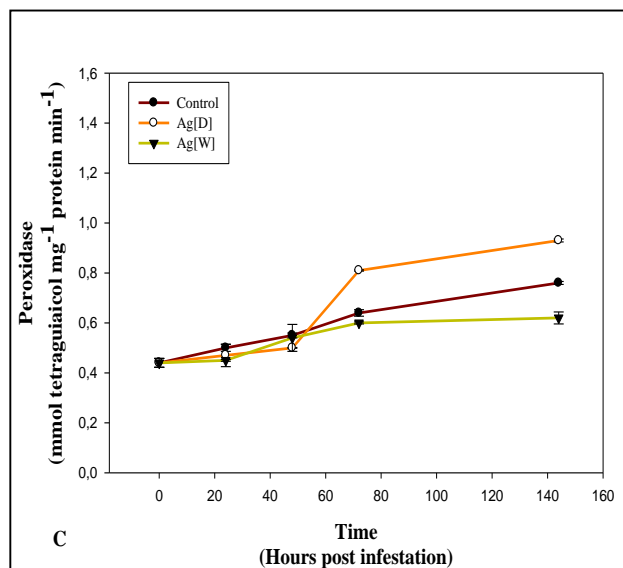 Peroxidase
(mmol tetraguaiacol mg-1 protein min-1)
1,6
1,4
1,2
1,0
0,8
0,6
0,4
0,2
0,0
Control
Ag[D]
Ag[W]
0 20 40 60 80 100 120 140 160
C
Time
(Hours post infestation)